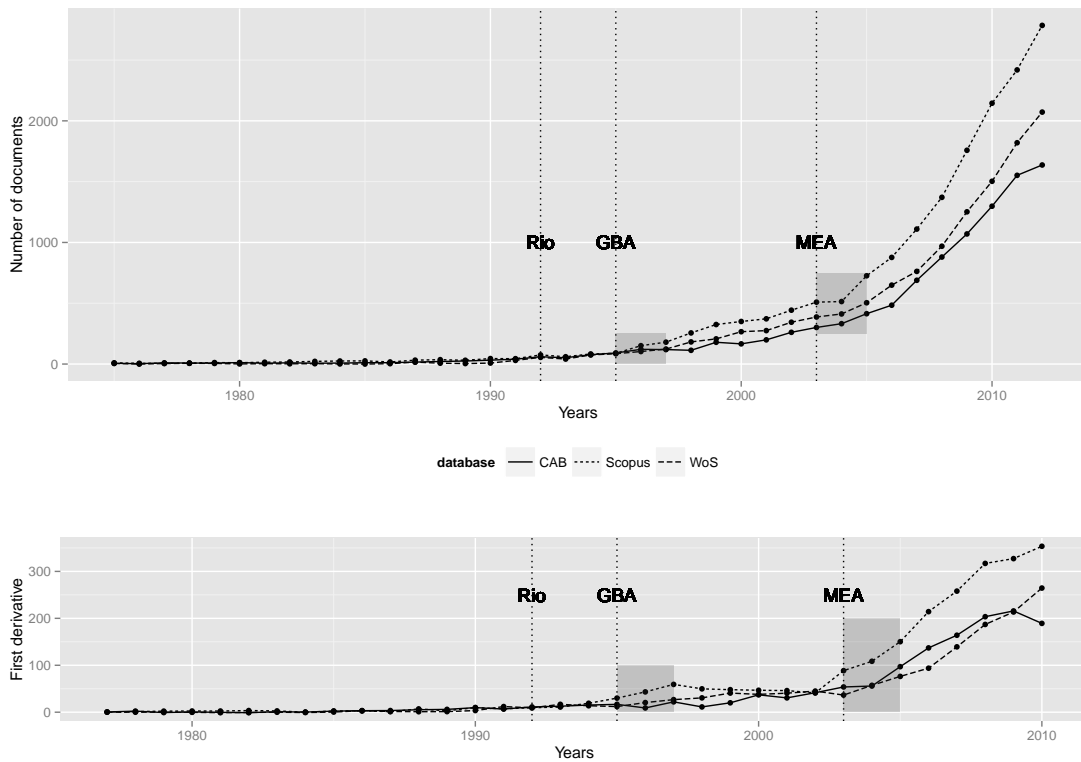 2000
1000
0
Number of documents
Rio
GBA
MEA
1980
1990
2000
2010
Years
database CAB Scopus WoS
300
200
100
0
First derivative
Rio
GBA
MEA
1980
1990
2000
2010
Years